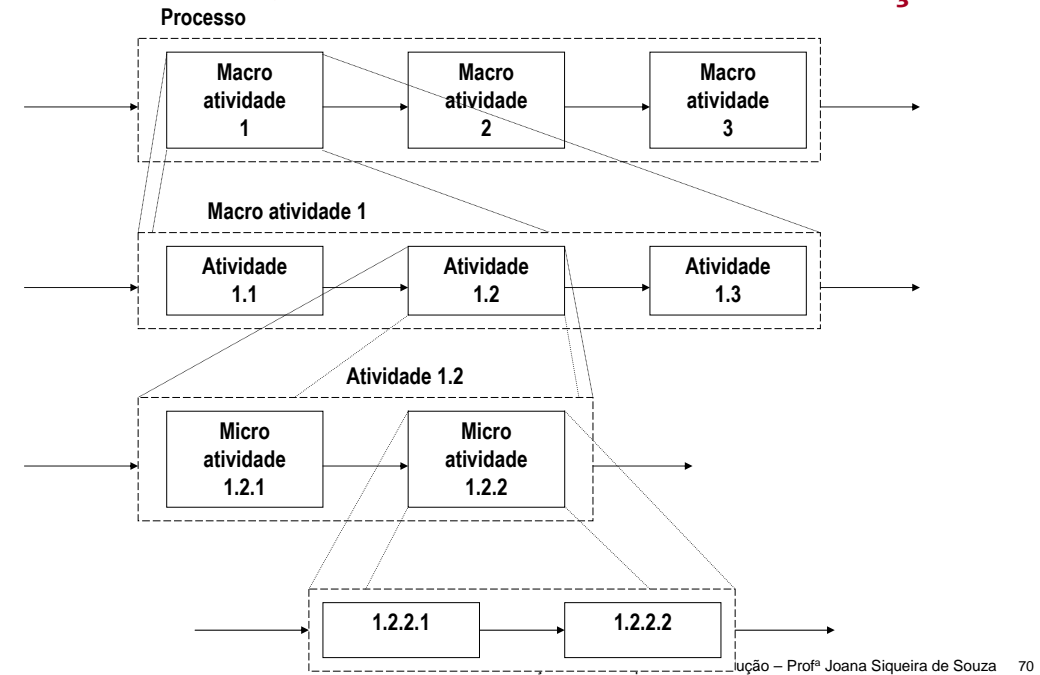 Processo
Macro
atividade
1
Macro
atividade
2
Macro
atividade
3
Macro atividade 1
Atividade
1.1
Atividade
1.2
Atividade
1.3
Atividade 1.2
Micro
atividade
1.2.1
Micro
atividade
1.2.2
1.2.2.1
1.2.2.2
ução – Profª Joana Siqueira de Souza 70